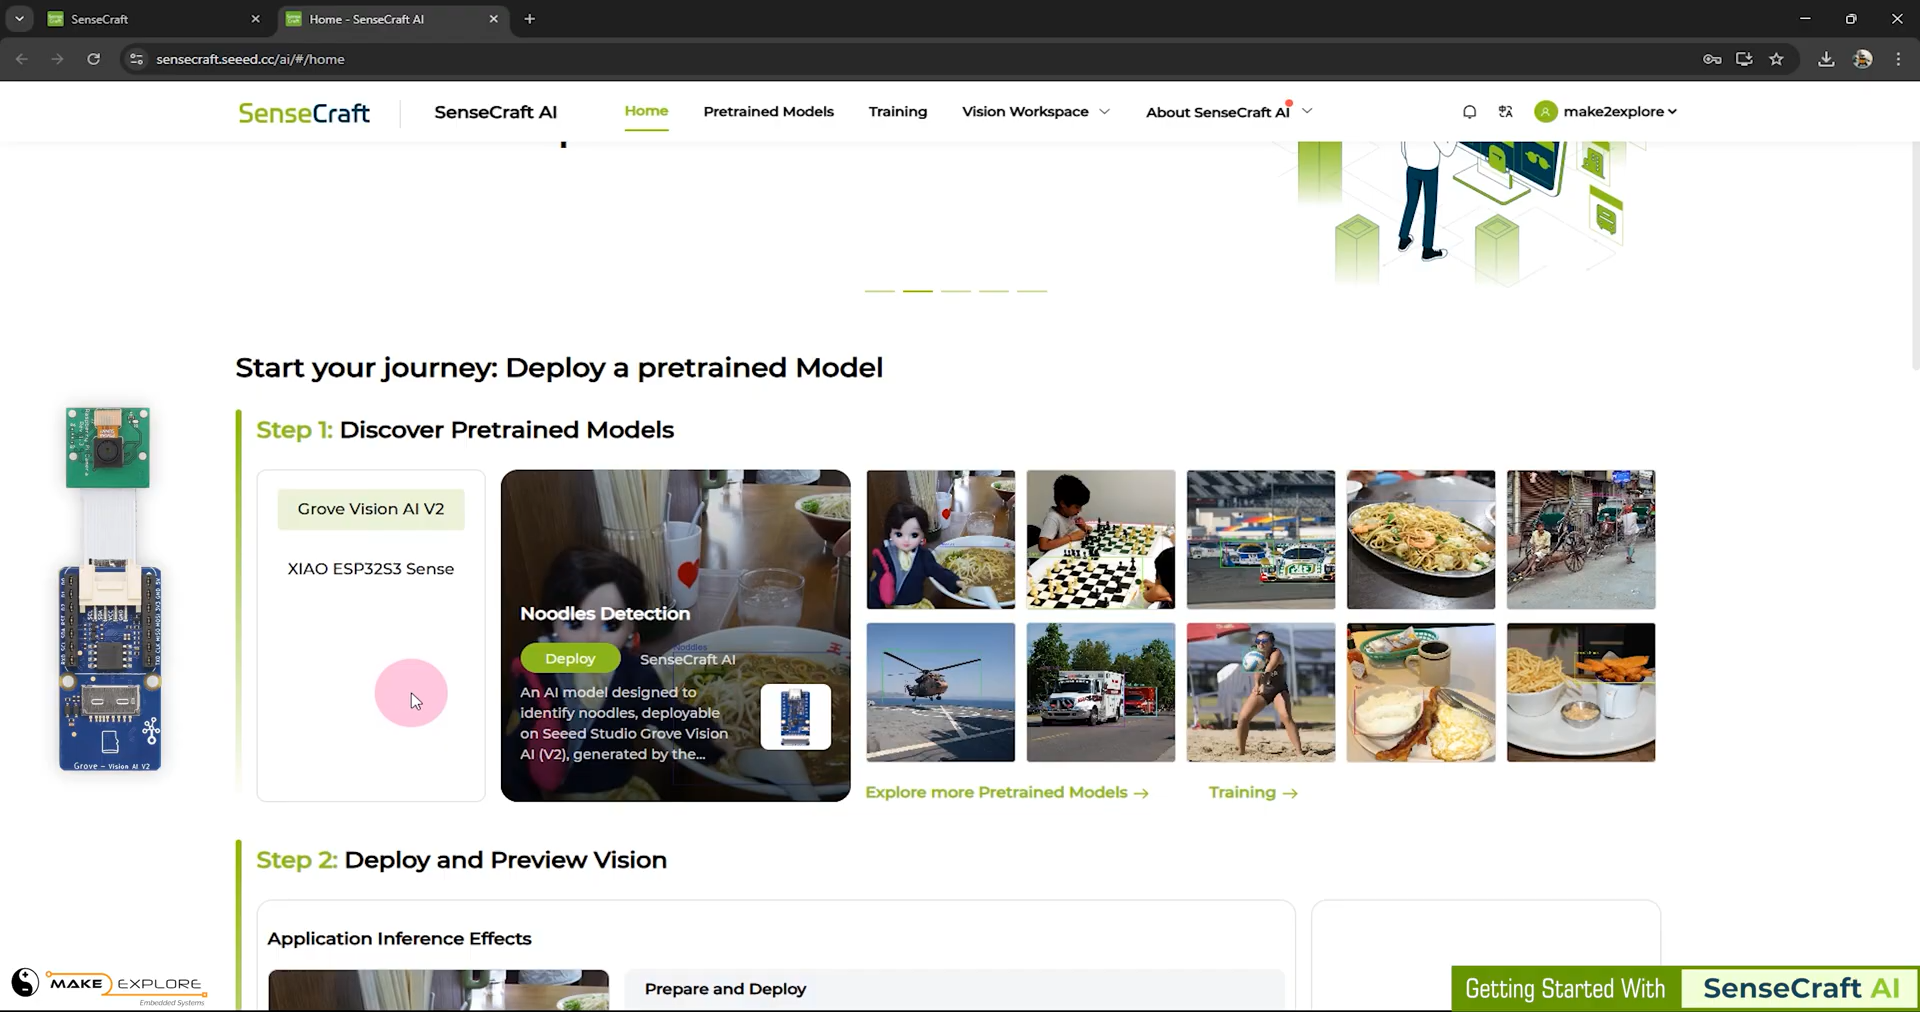 SenseCraft
Home - SenseCraft AI
sensecraft.seeed.cc/ai/#/home
SenseCraft
SenseCraft AI
Home
Pretrained Models
Training
Vision Workspace
About SenseCraft AI
make2explore
Start your journey: Deploy a pretrained Model
Step 1: Discover Pretrained Models
Grove Vision AI V2
XIAO ESP32S3 Sense
Noodles Detection
Deploy
SenseCraft AI
An AI model designed to
identify noodles, deployable
on Seeed Studio Grove Vision
AI (V2), generated by the...
Explore more Pretrained Models →
Training →
Grove - Vision AI V2
Step 2: Deploy and Preview Vision
Application Inference Effects
Prepare and Deploy
MAKE EXPLORE
Embedded Systems
Getting Started With
SenseCraft AI